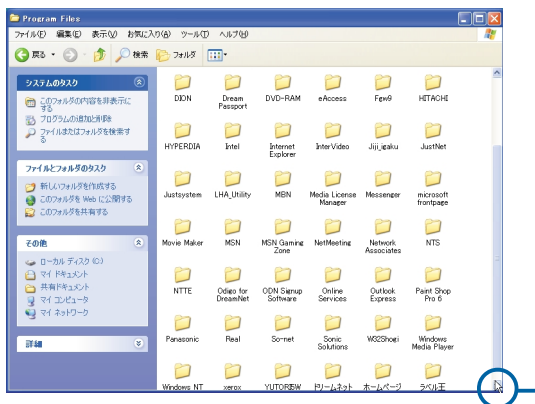 Program Files
ファイル(F) 編集(E) 表示(V) お気に入り(A) ツール(T) ヘルプ(H)
戻る 検索 フォルダ
システムのタスク
このフォルダの内容を非表示に
する
プログラムの追加と削除
ファイルまたはフォルダを検索す
る
ファイルとフォルダのタスク
新しいフォルダを作成する
このフォルダを Web に公開する
このフォルダを共有する
その他
ローカル ディスク (C:)
マイ ドキュメント
共有ドキュメント
マイ コンピュータ
マイ ネットワーク
詳細
DION Dream DVD-RAM eAccess Fgw9 HITACHI
Passport
HYPERDIA Intel Internet InterVideo Jiji_igaku JustNet
Explorer
Justsystem LHA_Utility MBN Media License Messenger microsoft
Manager frontpage
Movie Maker MSN MSN Gaming NetMeeting Network NTS
Zone Associates
NTTE Odigo for ODN Signup Online Outlook Paint Shop
DreamNet Software Services Express Pro 6
Panasonic Real So-net Sonic W32Shogi Windows
Solutions Media Player
Windows NT xerox YUTORI5W ドリームネット ホームページ ラベル王